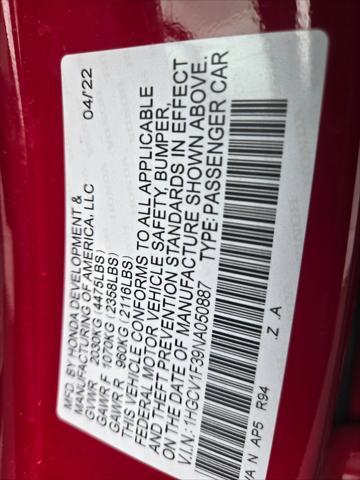 MFD. BY HONDA DEVELOPMENT &
MANUFACTURING OF AMERICA, LLC 04/'22
GVWR 2030KG (4475LBS)
GAWR F 1070KG (2358LBS)
GAWR R 960KG (2116LBS)
THIS VEHICLE CONFORMS TO ALL APPLICABLE
FEDERAL MOTOR VEHICLE SAFETY, BUMPER,
AND THEFT PREVENTION STANDARDS IN EFFECT
ON THE DATE OF MANUFACTURE SHOWN ABOVE.
V.I.N.: 1HGCV1F39NA050887 TYPE: PASSENGER CAR
A N AP5 R94 .Z .A